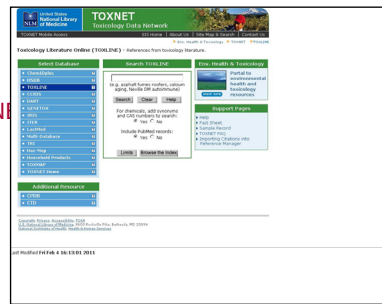 United States
National Library
of Medicine
NLM
TOXNET
Toxicology Data Network
TOXNET Mobile Access
SIS Home | About Us | Site Map & Search | Contact Us
Env. Health & Toxicology TOXNET TOXLINE
Toxicology Literature Online (TOXLINE) - References from toxicology literature.
Select Database
ChemIDplus
HSDB
TOXLINE
CCRIS
DART
GENETOX
IRIS
ITER
LactMed
Multi-Database
TRI
Haz-Map
Household Products
TOXMAP
TOXNET Home
Additional Resource
CPDB
CTD
Search TOXLINE
(e.g. asphalt fumes roofers, calcium
aging, Neville DM autoimmune)
Search Clear Help
For chemicals, add synonyms
and CAS numbers to search:
Yes No
Include PubMed records:
Yes No
Limits Browse the Index
Env. Health & Toxicology
Portal to
environmental
health and
toxicology
resources
Support Pages
Help
Fact Sheet
Sample Record
TOXNET FAQ
Importing Citations into
Reference Manager
Copyright, Privacy, Accessibility, FOIA
U.S. National Library of Medicine, 8600 Rockville Pike, Bethesda, MD 20894
National Institutes of Health, Health & Human Services
ast Modified Fri Feb 4 16:13:01 2011